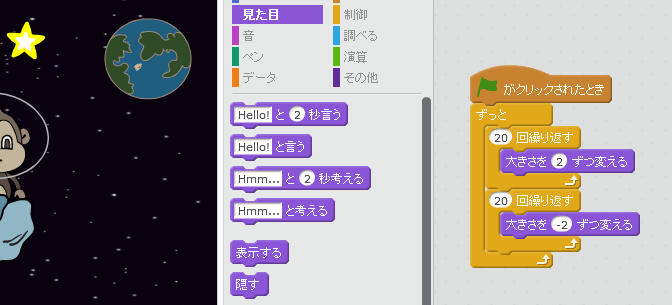 見た目
制御
音
調べる
ペン
演算
データ
その他
Hello! と 2 秒言う
Hello! と言う
Hmm... と 2 秒考える
Hmm... と考える
表示する
隠す
がクリックされたとき
ずっと
20 回繰り返す
大きさを 2 ずつ変える
20 回繰り返す
大きさを -2 ずつ変える